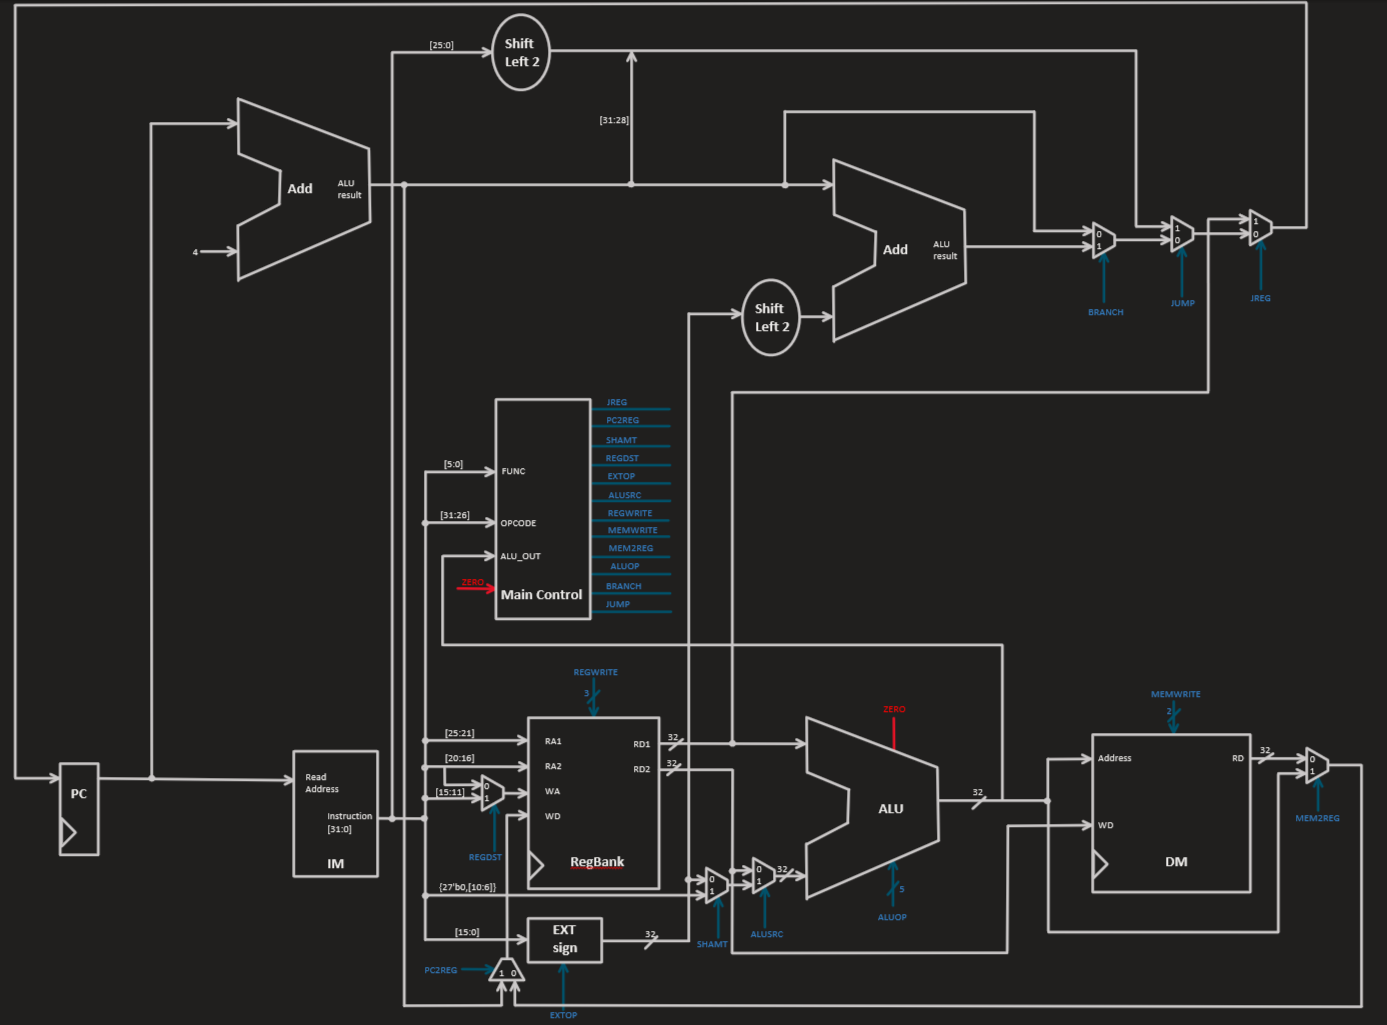 [25:0]
Shift
Left 2
[31:28]
Add
ALU
result
4
Add
ALU
result
0
1
1
0
1
0
BRANCH
JUMP
JREG
Shift
Left 2
JREG
PC2REG
SHAMT
REGDST
EXTOP
ALUSRC
REGWRITE
MEMWRITE
MEM2REG
ALUOP
BRANCH
JUMP
[5:0]
FUNC
[31:26]
OPCODE
ALU_OUT
ZERO
Main Control
REGWRITE
3
ZERO
MEMWRITE
2
PC
Read
Address
Instruction
[31:0]
IM
[25:21]
[20:16]
[15:11]
0
1
REGDST
RA1
RA2
WA
WD
RD1
RD2
RegBank
32
32
ALU
32
Address
WD
RD
DM
32
0
1
MEM2REG
{27'b0,[10:6]}
0
1
0
1
32
SHAMT
ALUSRC
5
ALUOP
[15:0]
EXT
sign
32
PC2REG
1 0
EXTOP